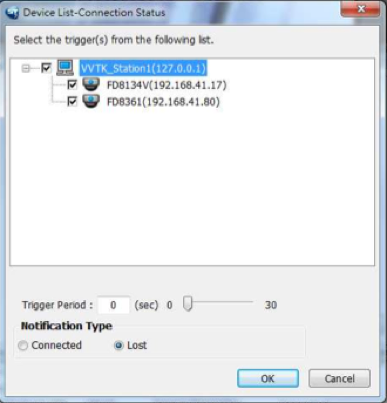 Device List-Connection Status
Select the trigger(s) from the following list.
VVTK_Station1(127.0.0.1)
FD8134V(192.168.41.17)
FD8361(192.168.41.80)
Trigger Period : 0 (sec) 0 30
Notification Type
Connected Lost
OK Cancel